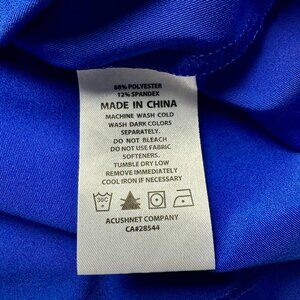 88% POLYESTER
12% SPANDEX
MADE IN CHINA
MACHINE WASH COLD
WASH DARK COLORS
SEPARATELY.
DO NOT BLEACH
DO NOT USE FABRIC
SOFTENERS.
TUMBLE DRY LOW
REMOVE IMMEDIATELY
COOL IRON IF NECESSARY
30C
ACUSHNET COMPANY
CA#28544